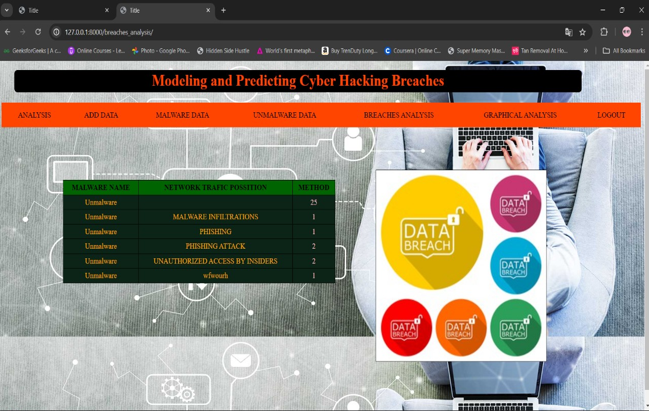 Title
Title
127.0.0.1:8000/breaches_analysis/
GeeksforGeeks | A c...
Online Courses - Le...
Photo - Google Pho...
Hidden Side Hustle
World's first metaph...
Buy TemDuty Long...
Coursera | Online C...
Super Memory Mas...
Tan Removal At Ho...
All Bookmarks
Modeling and Predicting Cyber Hacking Breaches
ANALYSIS ADD DATA MALWARE DATA UNMALWARE DATA BREACHES ANALYSIS GRAPHICAL ANALYSIS LOGOUT
MALWARE NAME NETWORK TRAFIC POSSITION METHOD
Unmalware 25
Unmalware MALWARE INFILTRATIONS 1
Unmalware PHISHING 1
Unmalware PHISHING ATTACK 2
Unmalware UNAUTHORIZED ACCESS BY INSIDERS 2
Unmalware wfwourh 1
DATA
BREACH
DATA
BREACH
DATA
BREACH
DATA
BREACH
DATA
BREACH
DATA
BREACH